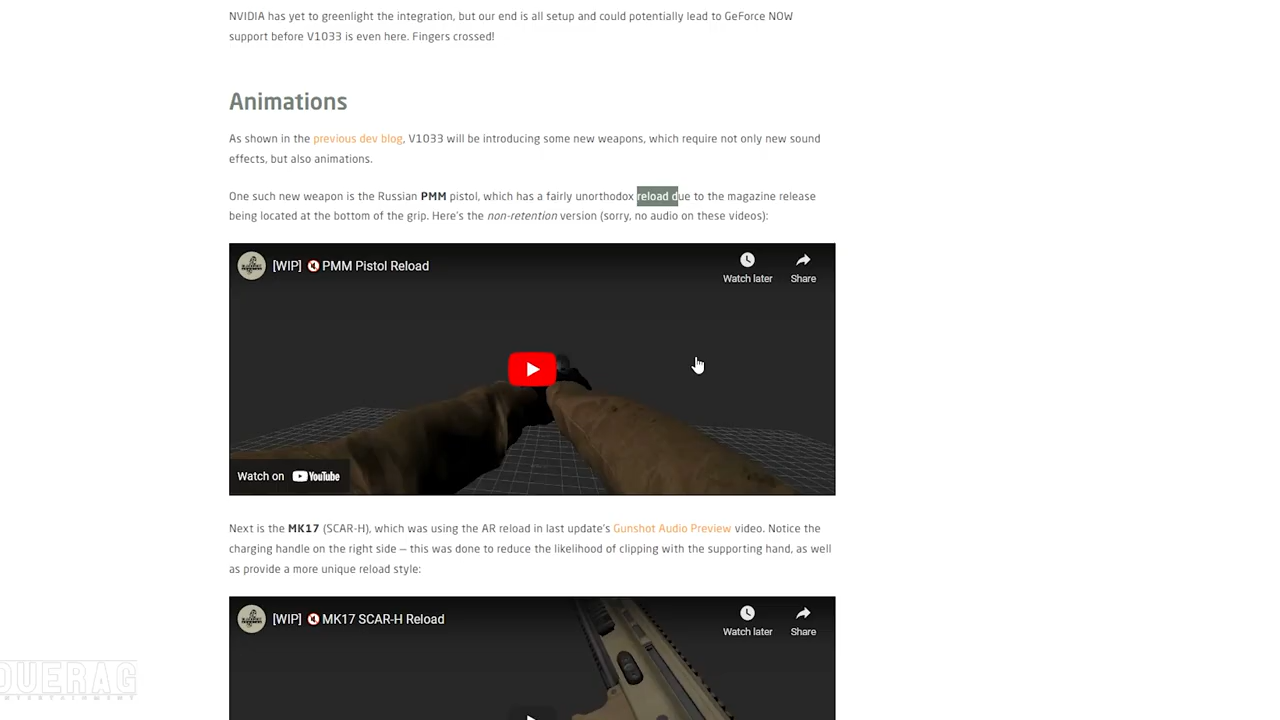 NVIDIA has yet to greenlight the integration, but our end is all setup and could potentially lead to GeForce NOW
support before V1033 is even here. Fingers crossed!
Animations
As shown in the previous dev blog, V1033 will be introducing some new weapons, which require not only new sound
effects, but also animations.
One such new weapon is the Russian PMM pistol, which has a fairly unorthodox reload due to the magazine release
being located at the bottom of the grip. Here's the non-retention version (sorry, no audio on these videos):
[WIP] 🔇 PMM Pistol Reload
Watch later
Share
Watch on YouTube
Next is the MK17 (SCAR-H), which was using the AR reload in last update's Gunshot Audio Preview video. Notice the
charging handle on the right side — this was done to reduce the likelihood of clipping with the supporting hand, as well
as provide a more unique reload style:
[WIP] 🔇 MK17 SCAR-H Reload
Watch later
Share